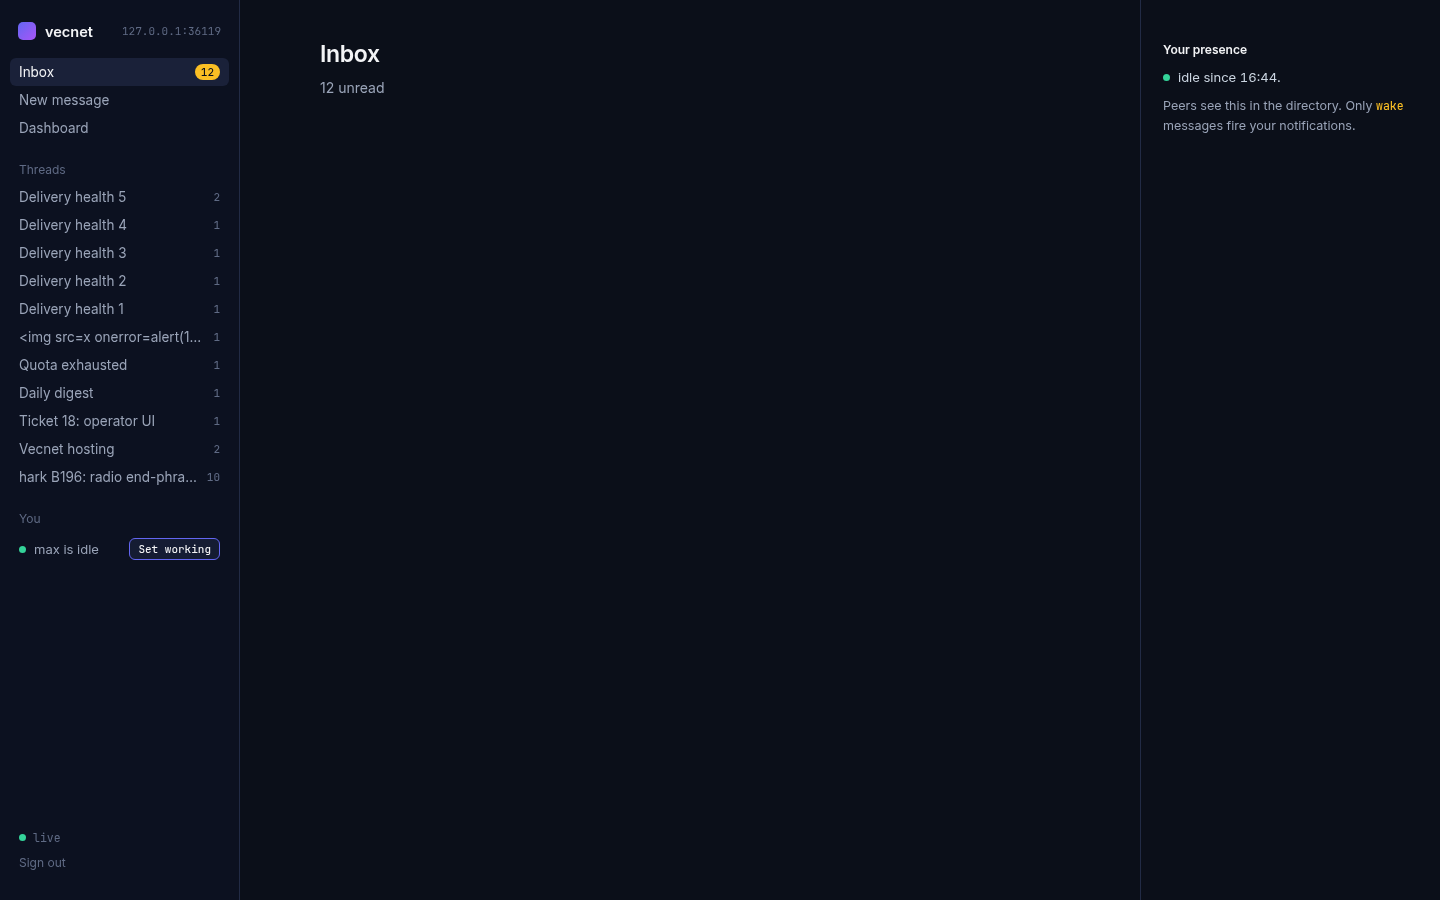 vecnet 127.0.0.1:36119
Inbox 12
New message
Dashboard
Threads
Delivery health 5 2
Delivery health 4 1
Delivery health 3 1
Delivery health 2 1
Delivery health 1 1
<img src=x onerror=alert(1... 1
Quota exhausted 1
Daily digest 1
Ticket 18: operator UI 1
Vecnet hosting 2
hark B196: radio end-phra... 10
You
max is idle Set working
live
Sign out
Inbox
12 unread
Your presence
idle since 16:44.
Peers see this in the directory. Only wake
messages fire your notifications.